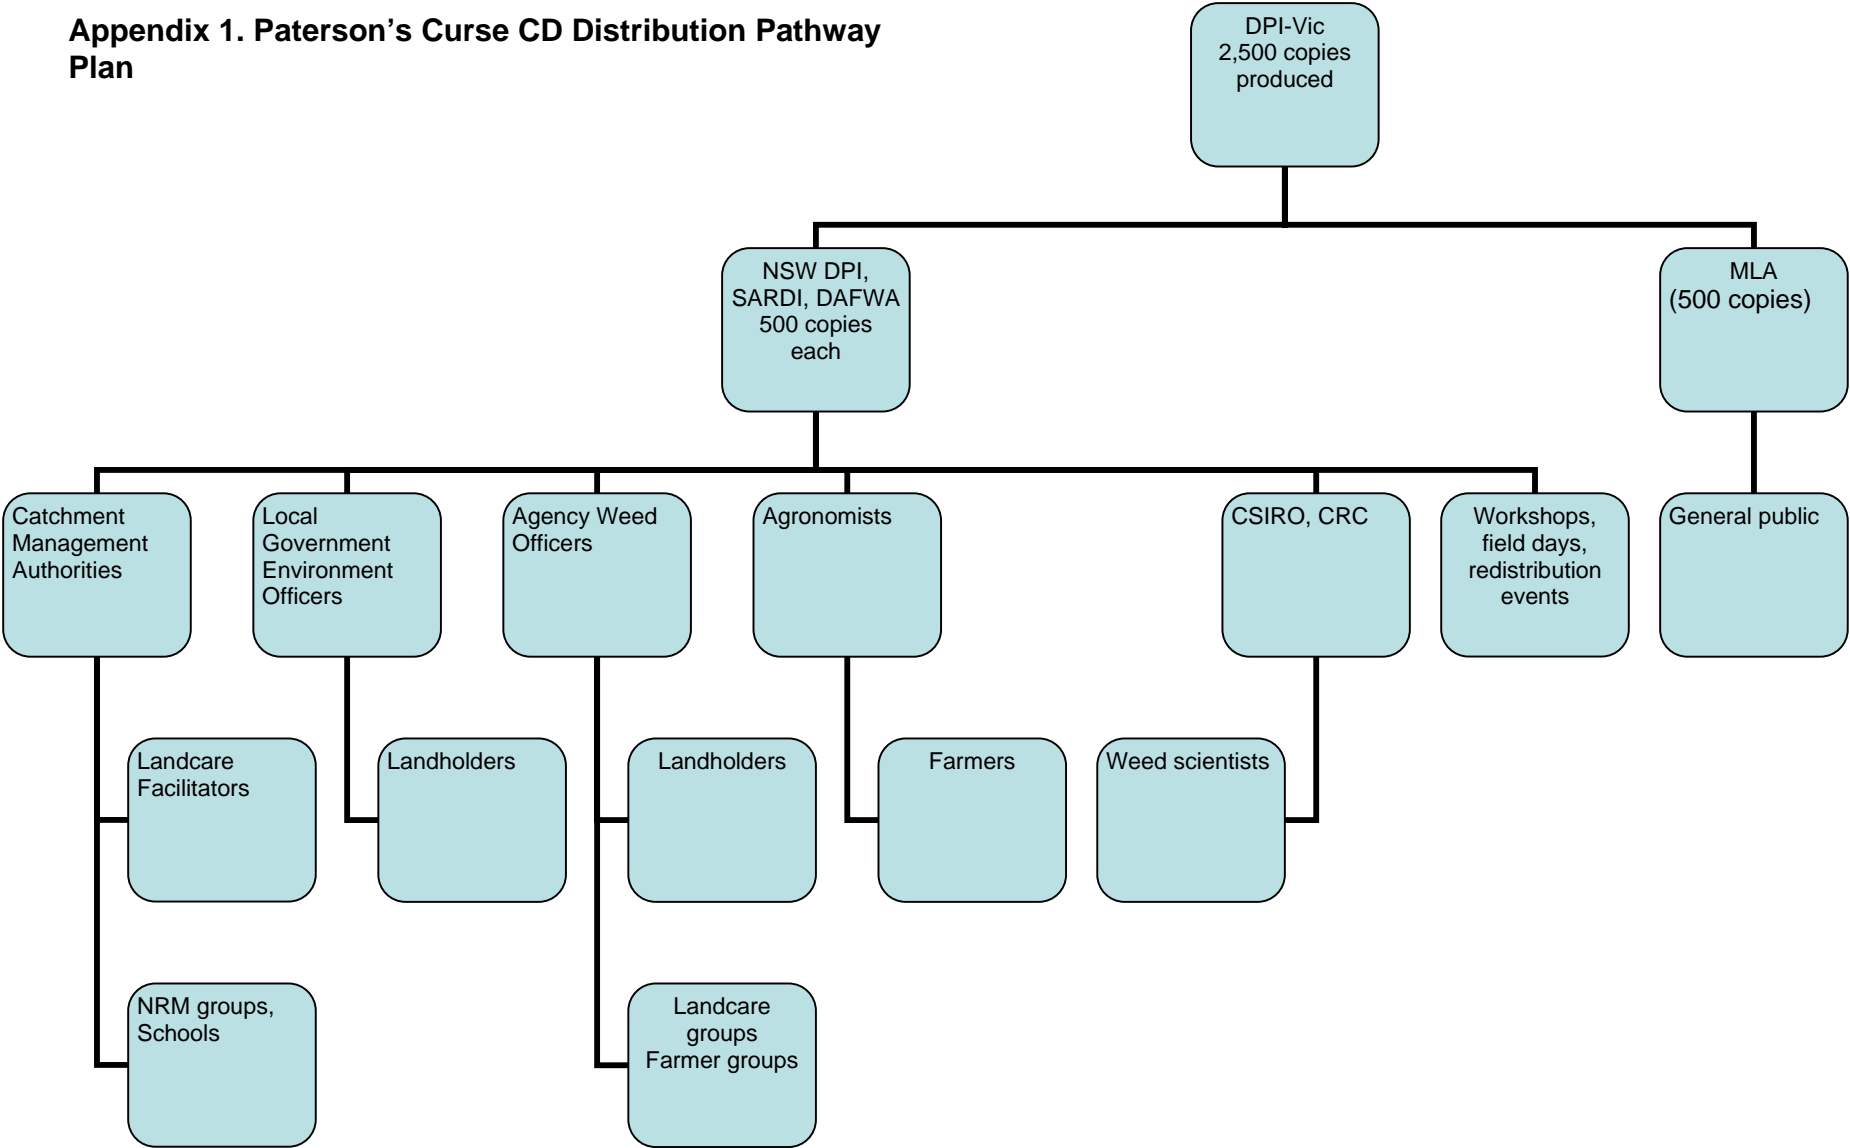 Appendix 1. Paterson’s Curse CD Distribution Pathway
Plan
DPI-Vic
2,500 copies
produced
NSW DPI,
SARDI, DAFWA
500 copies
each
MLA
(500 copies)
Catchment
Management
Authorities
Local
Government
Environment
Officers
Agency Weed
Officers
Agronomists
CSIRO, CRC
Workshops,
field days,
redistribution
events
General public
Landcare
Facilitators
Landholders
Landholders
Farmers
Weed scientists
NRM groups,
Schools
Landcare
groups
Farmer groups